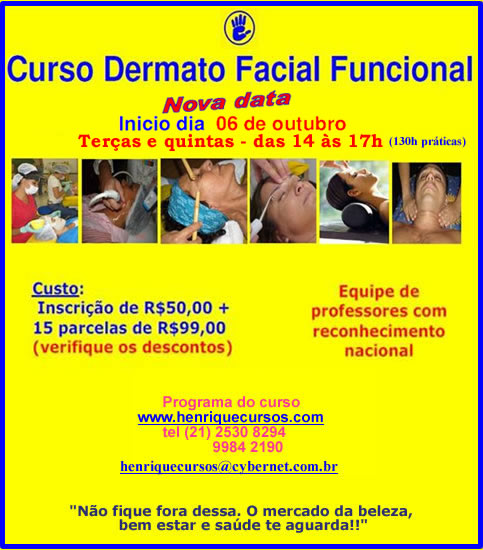 Curso Dermato Facial Funcional
Nova data
Inicio dia 06 de outubro
Terças e quintas - das 14 às 17h (130h práticas)
Custo:
Inscrição de R$50,00 +
15 parcelas de R$99,00
(verifique os descontos)
Equipe de
professores com
reconhecimento
nacional
Programa do curso
www.henriquecursos.com
tel (21) 2530 8294
9984 2190
henriquecursos@cybernet.com.br
"Não fique fora dessa. O mercado da beleza,
bem estar e saúde te aguarda!!"